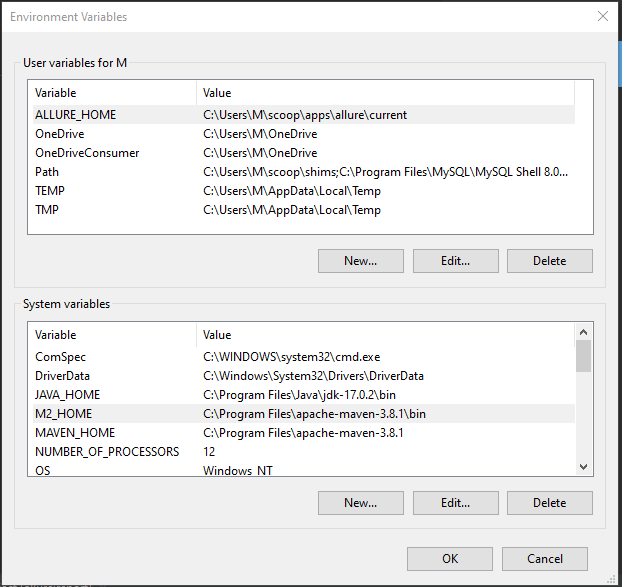 Environment Variables
User variables for M
Variable Value
ALLURE_HOME C:\Users\M\scoop\apps\allure\current
OneDrive C:\Users\M\OneDrive
OneDriveConsumer C:\Users\M\OneDrive
Path C:\Users\M\scoop\shims;C:\Program Files\MySQL\MySQL Shell 8.0...
TEMP C:\Users\M\AppData\Local\Temp
TMP C:\Users\M\AppData\Local\Temp
New... Edit... Delete
System variables
Variable Value
ComSpec C:\WINDOWS\system32\cmd.exe
DriverData C:\Windows\System32\Drivers\DriverData
JAVA_HOME C:\Program Files\Java\jdk-17.0.2\bin
M2_HOME C:\Program Files\apache-maven-3.8.1\bin
MAVEN_HOME C:\Program Files\apache-maven-3.8.1
NUMBER_OF_PROCESSORS 12
OS Windows_NT
New... Edit... Delete
OK Cancel